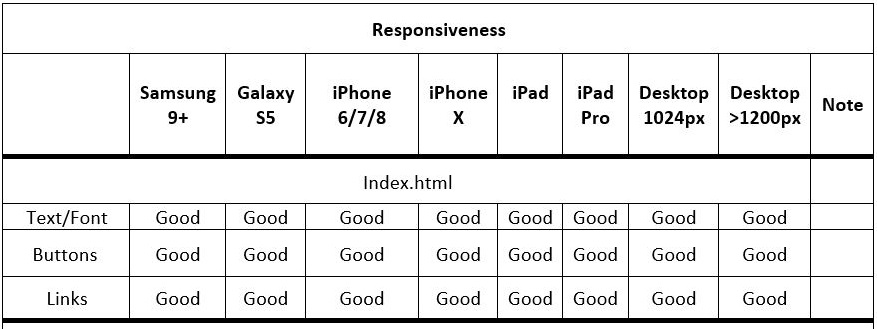 Responsiveness
Samsung 9+ Galaxy S5 iPhone 6/7/8 iPhone X iPad iPad Pro Desktop 1024px Desktop >1200px Note
Index.html
Text/Font Good Good Good Good Good Good Good Good
Buttons Good Good Good Good Good Good Good Good
Links Good Good Good Good Good Good Good Good